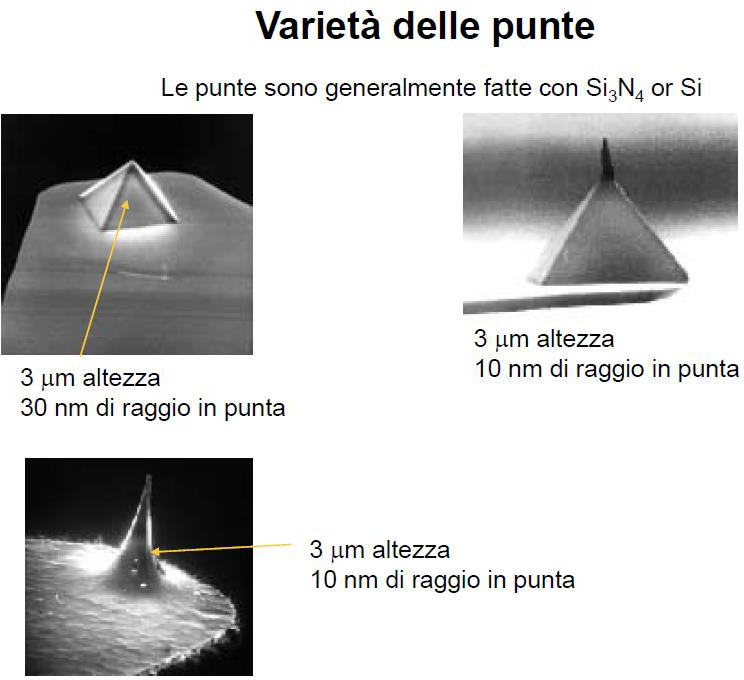 Varietà delle punte
Le punte sono generalmente fatte con Si₃N₄ or Si
3 μm altezza
30 nm di raggio in punta
3 μm altezza
10 nm di raggio in punta
3 μm altezza
10 nm di raggio in punta